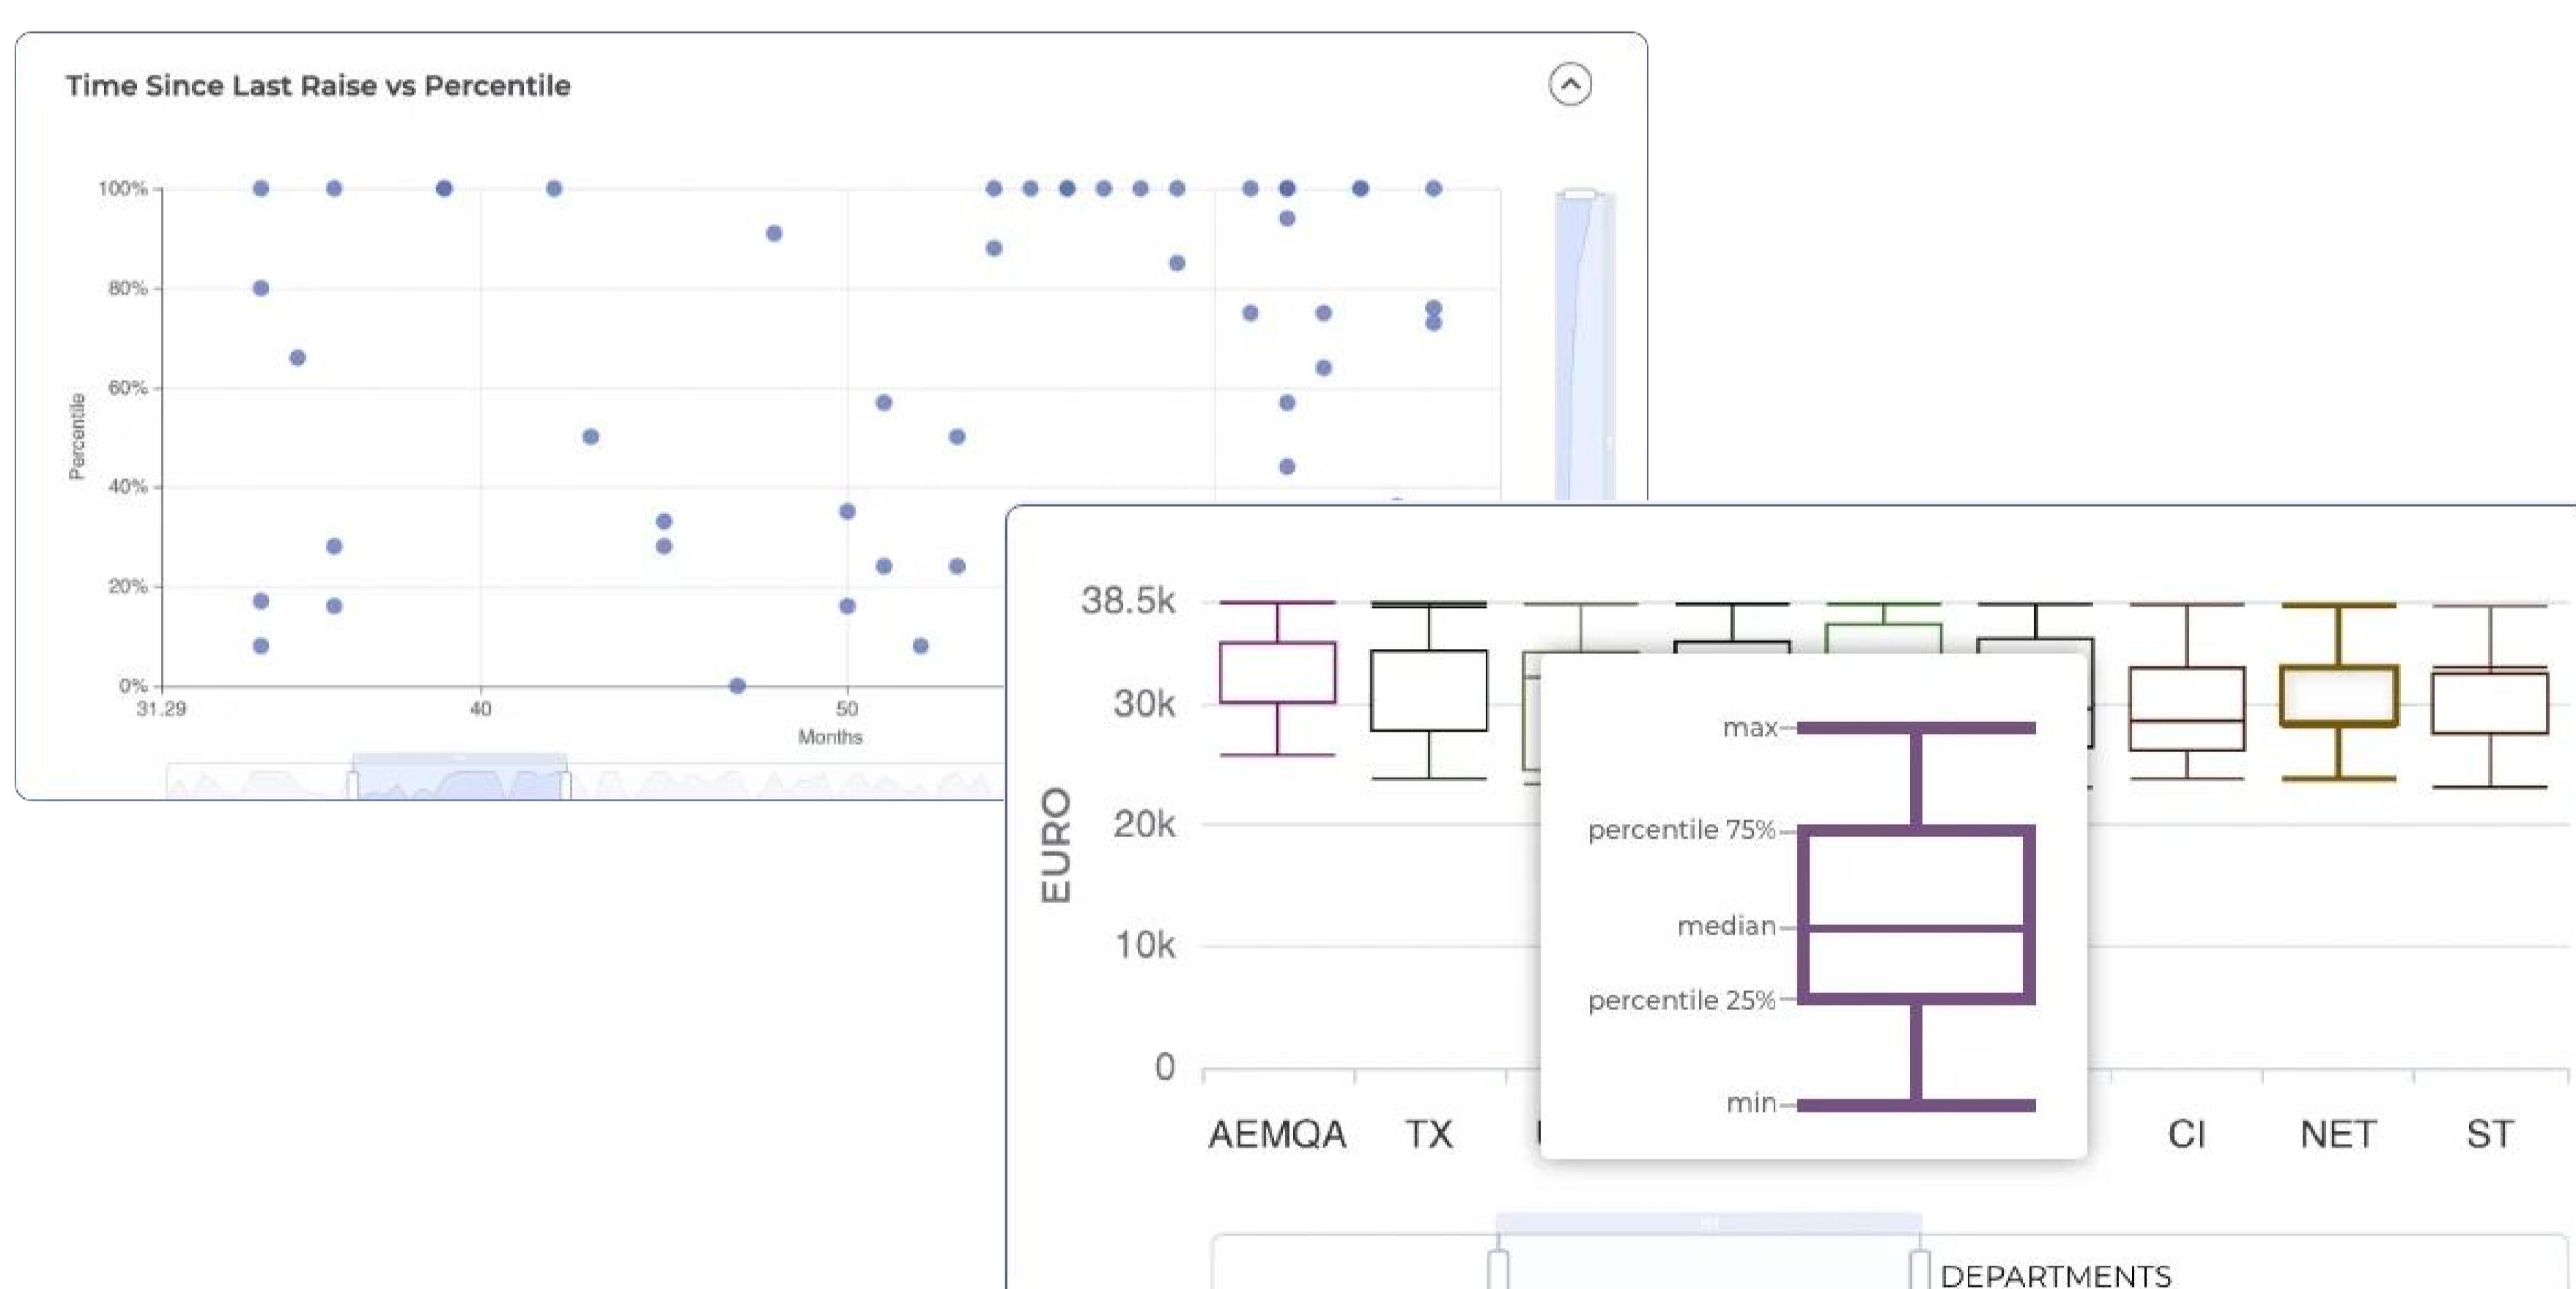 Time Since Last Raise vs Percentile
100%
80%
60%
40%
20%
0%
Percentile
31.29
40
50
Months
38.5k
30k
20k
10k
0
EURO
max
percentile 75%
median
percentile 25%
min
AEMQA
TX
CI
NET
ST
DEPARTMENTS